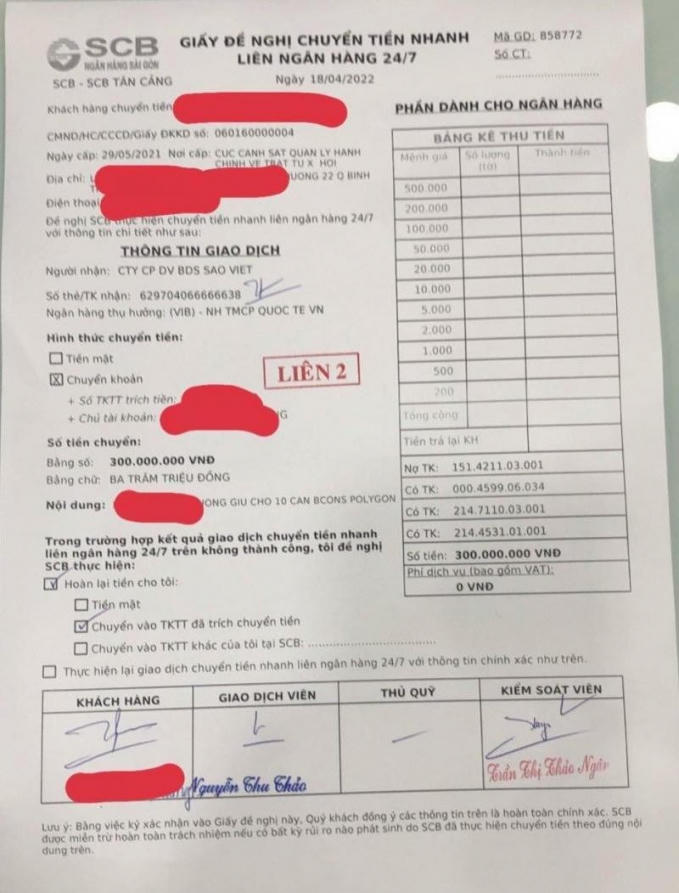 SCB
NGÂN HÀNG SÀI GÒN
SCB - SCB TÂN CẢNG
GIẤY ĐỀ NGHỊ CHUYỂN TIỀN NHANH
LIÊN NGÂN HÀNG 24/7
Ngày 18/04/2022
Mã GD: 858772
Số CT:
Khách hàng chuyển tiền
CMND/HC/CCCD/Giấy ĐKKD số: 060160000004
Ngày cấp: 29/05/2021 Nơi cấp: CUC CANH SAT QUAN LY HANH
CHINH VE TRAT TU X HOI
Địa chỉ: UONG 22 Q BINH
Điện thoại
Đề nghị SCB thực hiện chuyển tiền nhanh liên ngân hàng 24/7
với thông tin chi tiết như sau:
THÔNG TIN GIAO DỊCH
Người nhận: CTY CP DV BDS SAO VIET
Số thẻ/TK nhận: 629704066666638
Ngân hàng thụ hưởng: (VIB) - NH TMCP QUOC TE VN
Hình thức chuyển tiền:
Tiền mặt
Chuyển khoản
LIÊN 2
+ Số TKTT trích tiền:
+ Chủ tài khoản: G
Số tiền chuyển:
Bằng số: 300.000.000 VNĐ
Bằng chữ: BA TRĂM TRIỆU ĐỒNG
Nội dung: ONG GIU CHO 10 CAN BCONS POLYGON
Trong trường hợp kết quả giao dịch chuyển tiền nhanh
liên ngân hàng 24/7 trên không thành công, tôi đề nghị
SCB thực hiện:
Hoàn lại tiền cho tôi:
Tiền mặt
Chuyển vào TKTT đã trích chuyển tiền
Chuyển vào TKTT khác của tôi tại SCB:
Thực hiện lại giao dịch chuyển tiền nhanh liên ngân hàng 24/7 với thông tin chính xác như trên.
PHẦN DÀNH CHO NGÂN HÀNG
BẢNG KÊ THU TIỀN
Mệnh giá Số lượng (tờ) Thành tiền
500.000
200.000
100.000
50.000
20.000
10.000
5.000
2.000
1.000
500
200
Tổng cộng
Tiền trả lại KH
Nợ TK: 151.4211.03.001
Có TK: 000.4599.06.034
Có TK: 214.7110.03.001
Có TK: 214.4531.01.001
Số tiền: 300.000.000 VNĐ
Phí dịch vụ (bao gồm VAT):
0 VNĐ
KHÁCH HÀNG GIAO DỊCH VIÊN THỦ QUỸ KIỂM SOÁT VIÊN
Nguyễn Thu Thảo
Trần Thị Thảo Ngân
Lưu ý: Bằng việc ký xác nhận vào Giấy đề nghị này, Quý khách đồng ý các thông tin trên là hoàn toàn chính xác. SCB
được miễn trừ hoàn toàn trách nhiệm nếu có bất kỳ rủi ro nào phát sinh do SCB đã thực hiện chuyển tiền theo đúng nội
dung trên.